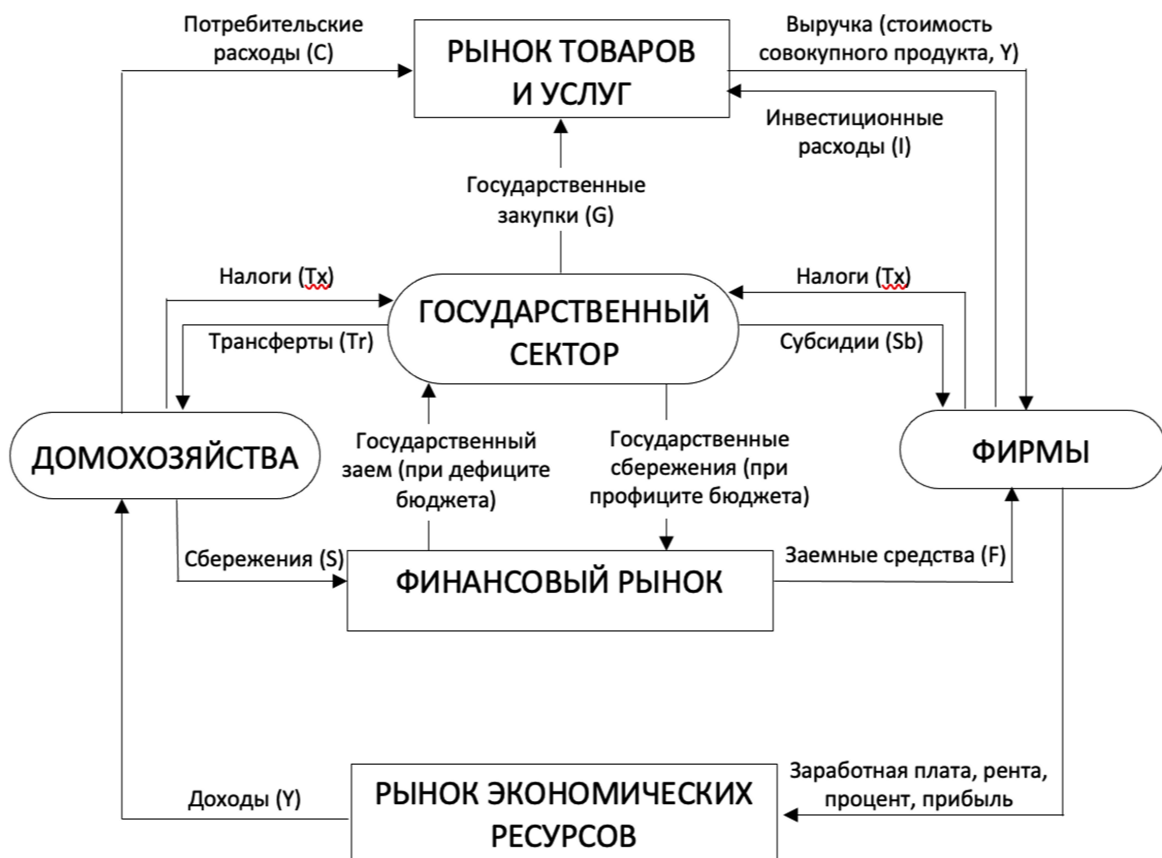 Потребительские
расходы (C)
РЫНОК ТОВАРОВ
И УСЛУГ
Выручка (стоимость
совокупного продукта, Y)
Инвестиционные
расходы (I)
Государственные
закупки (G)
Налоги (Tx)
Трансферты (Tr)
ГОСУДАРСТВЕННЫЙ
СЕКТОР
Налоги (Tx)
Субсидии (Sb)
ДОМОХОЗЯЙСТВА
Государственный
заем (при дефиците
бюджета)
Государственные
сбережения (при
профиците бюджета)
ФИРМЫ
Сбережения (S)
ФИНАНСОВЫЙ РЫНОК
Заемные средства (F)
Доходы (Y)
РЫНОК ЭКОНОМИЧЕСКИХ
РЕСУРСОВ
Заработная плата, рента,
процент, прибыль